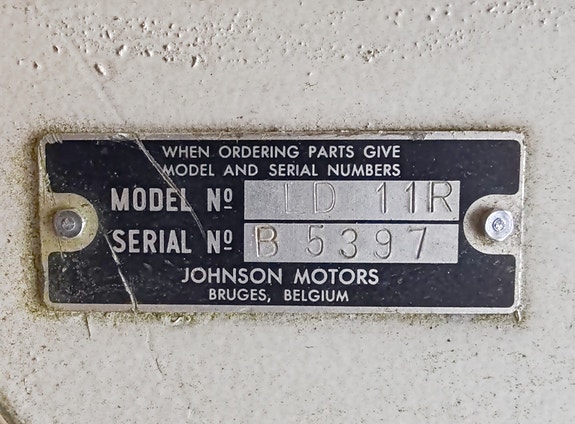 WHEN ORDERING PARTS GIVE
MODEL AND SERIAL NUMBERS
MODEL Nº LD 11R
SERIAL Nº B 5397
JOHNSON MOTORS
BRUGES, BELGIUM